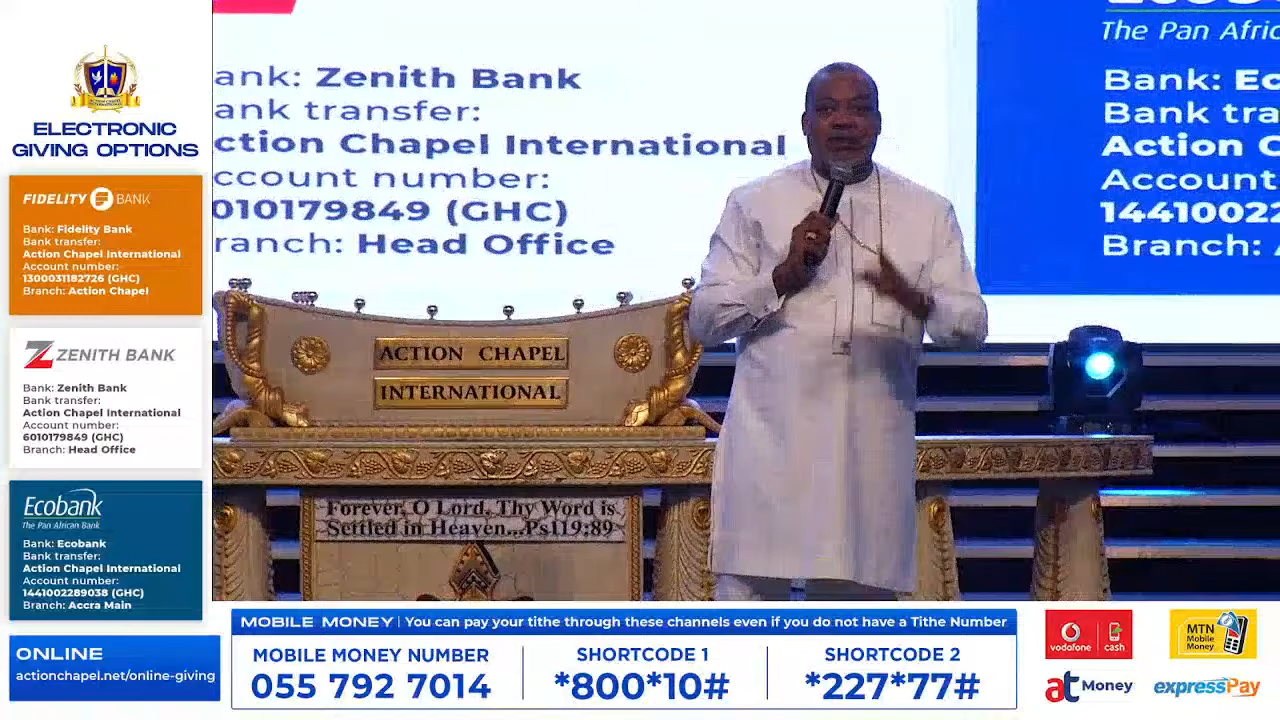 ACTION CHAPEL
INTERNATIONAL
ELECTRONIC
GIVING OPTIONS
FIDELITY BANK
Bank: Fidelity Bank
Bank transfer:
Action Chapel International
Account number:
1300031182726 (GHC)
Branch: Action Chapel
ZENITH BANK
Bank: Zenith Bank
Bank transfer:
Action Chapel International
Account number:
6010179849 (GHC)
Branch: Head Office
Ecobank
The Pan African Bank
Bank: Ecobank
Bank transfer:
Action Chapel International
Account number:
1441002289038 (GHC)
Branch: Accra Main
ONLINE
actionchapel.net/online-giving
ank: Zenith Bank
ank transfer:
ction Chapel International
ccount number:
010179849 (GHC)
ranch: Head Office
The Pan Afric
Bank: Ec
Bank tra
Action C
Account
1441002
Branch:
ACTION CHAPEL
INTERNATIONAL
Forever, O Lord, Thy Word is
Settled in Heaven...Ps119:89
MOBILE MONEY | You can pay your tithe through these channels even if you do not have a Tithe Number
MOBILE MONEY NUMBER
055 792 7014
SHORTCODE 1
*800*10#
SHORTCODE 2
*227*77#
vodofone cash
MTN
Mobile
Money
at Money
expressPay